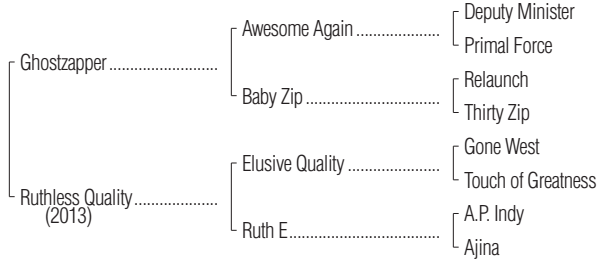 Deputy Minister
Awesome Again ....................
Primal Force
Ghostzapper ..........................
Relaunch
Baby Zip ................................
Thirty Zip
Gone West
Elusive Quality ......................
Touch of Greatness
Ruthless Quality ....................
(2013)
A.P. Indy
Ruth E....................................
Ajina